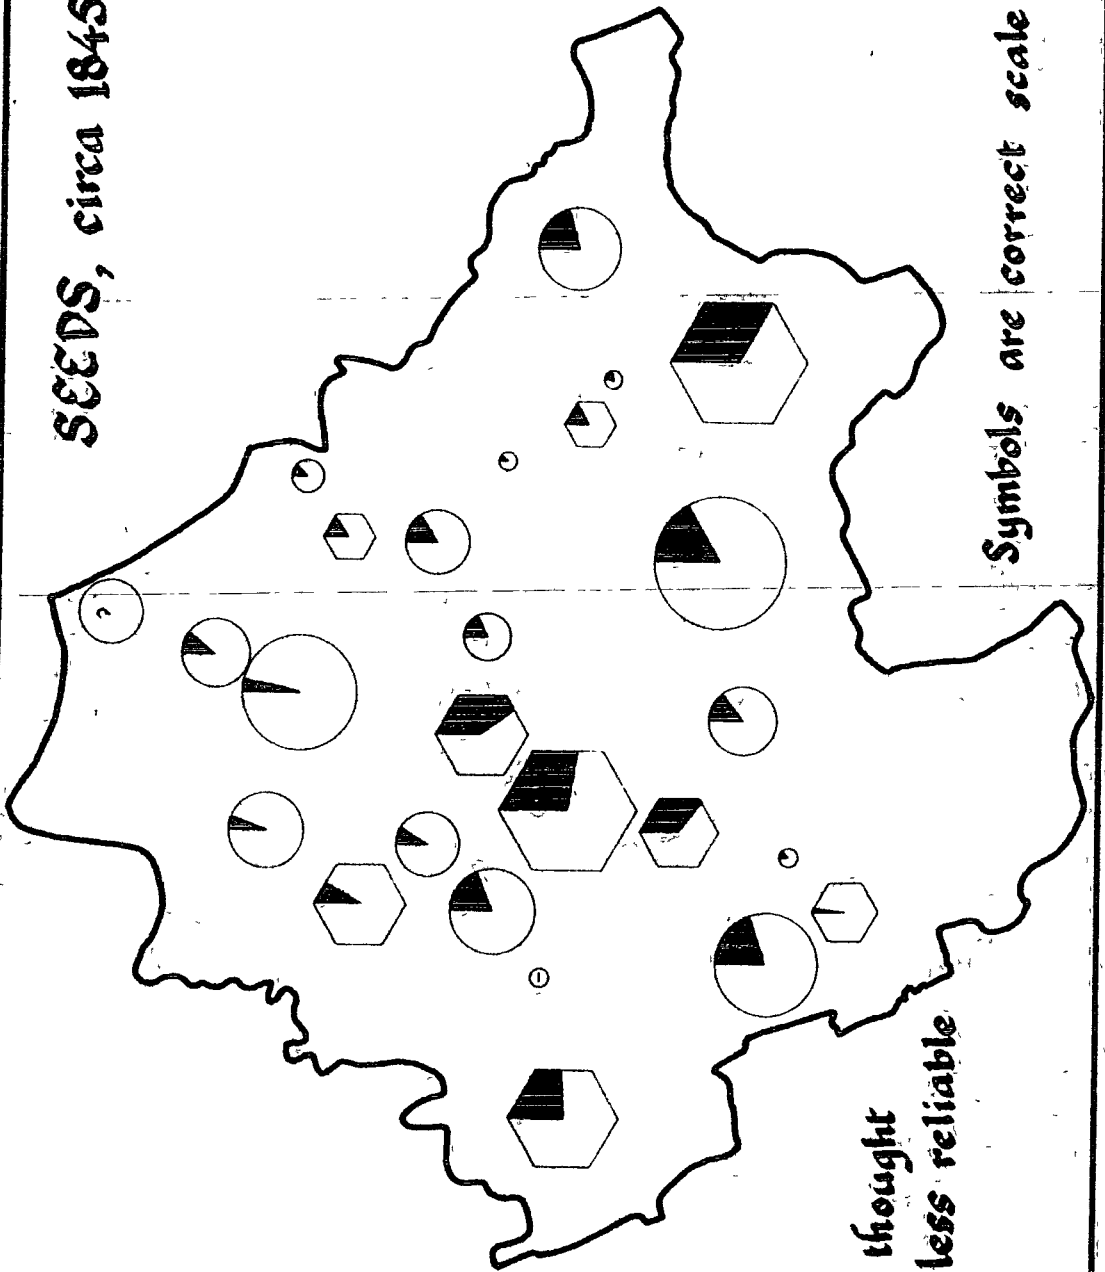 SEEDS, circa 1845
Symbols are correct scale
thought
less reliable
?